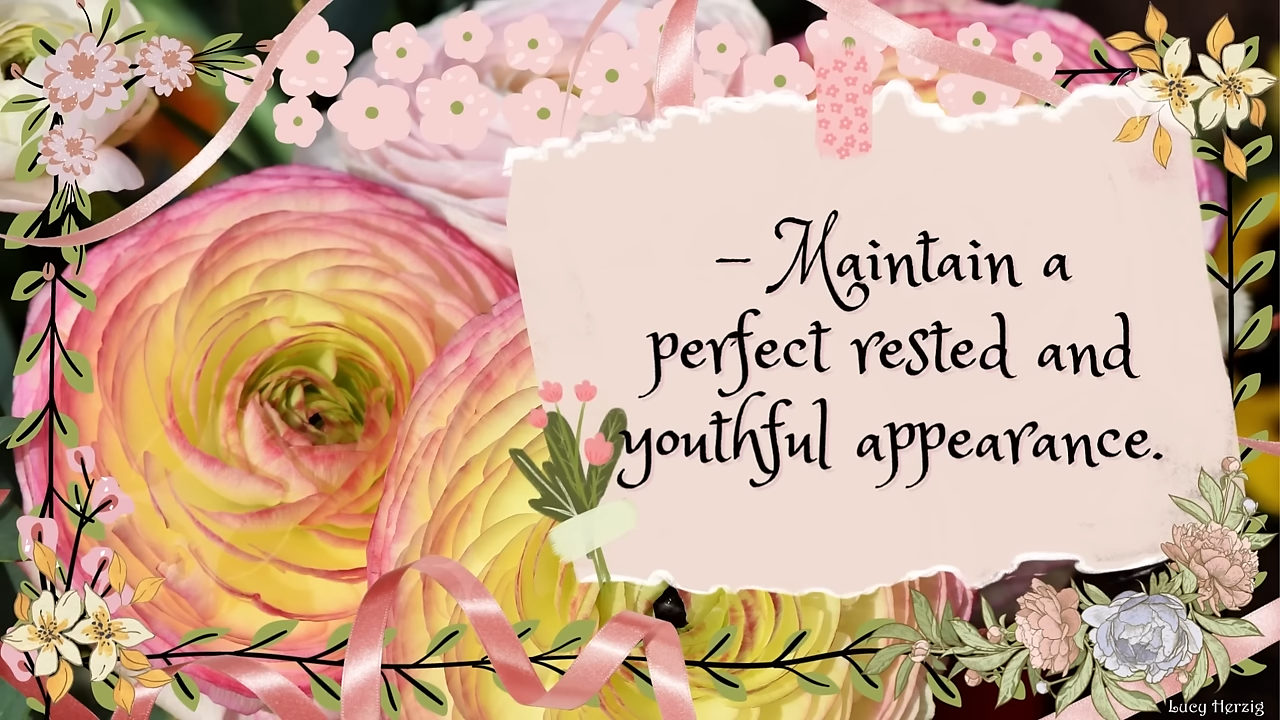 – Maintain a
perfect rested and
youthful appearance.
Lucy Herzig